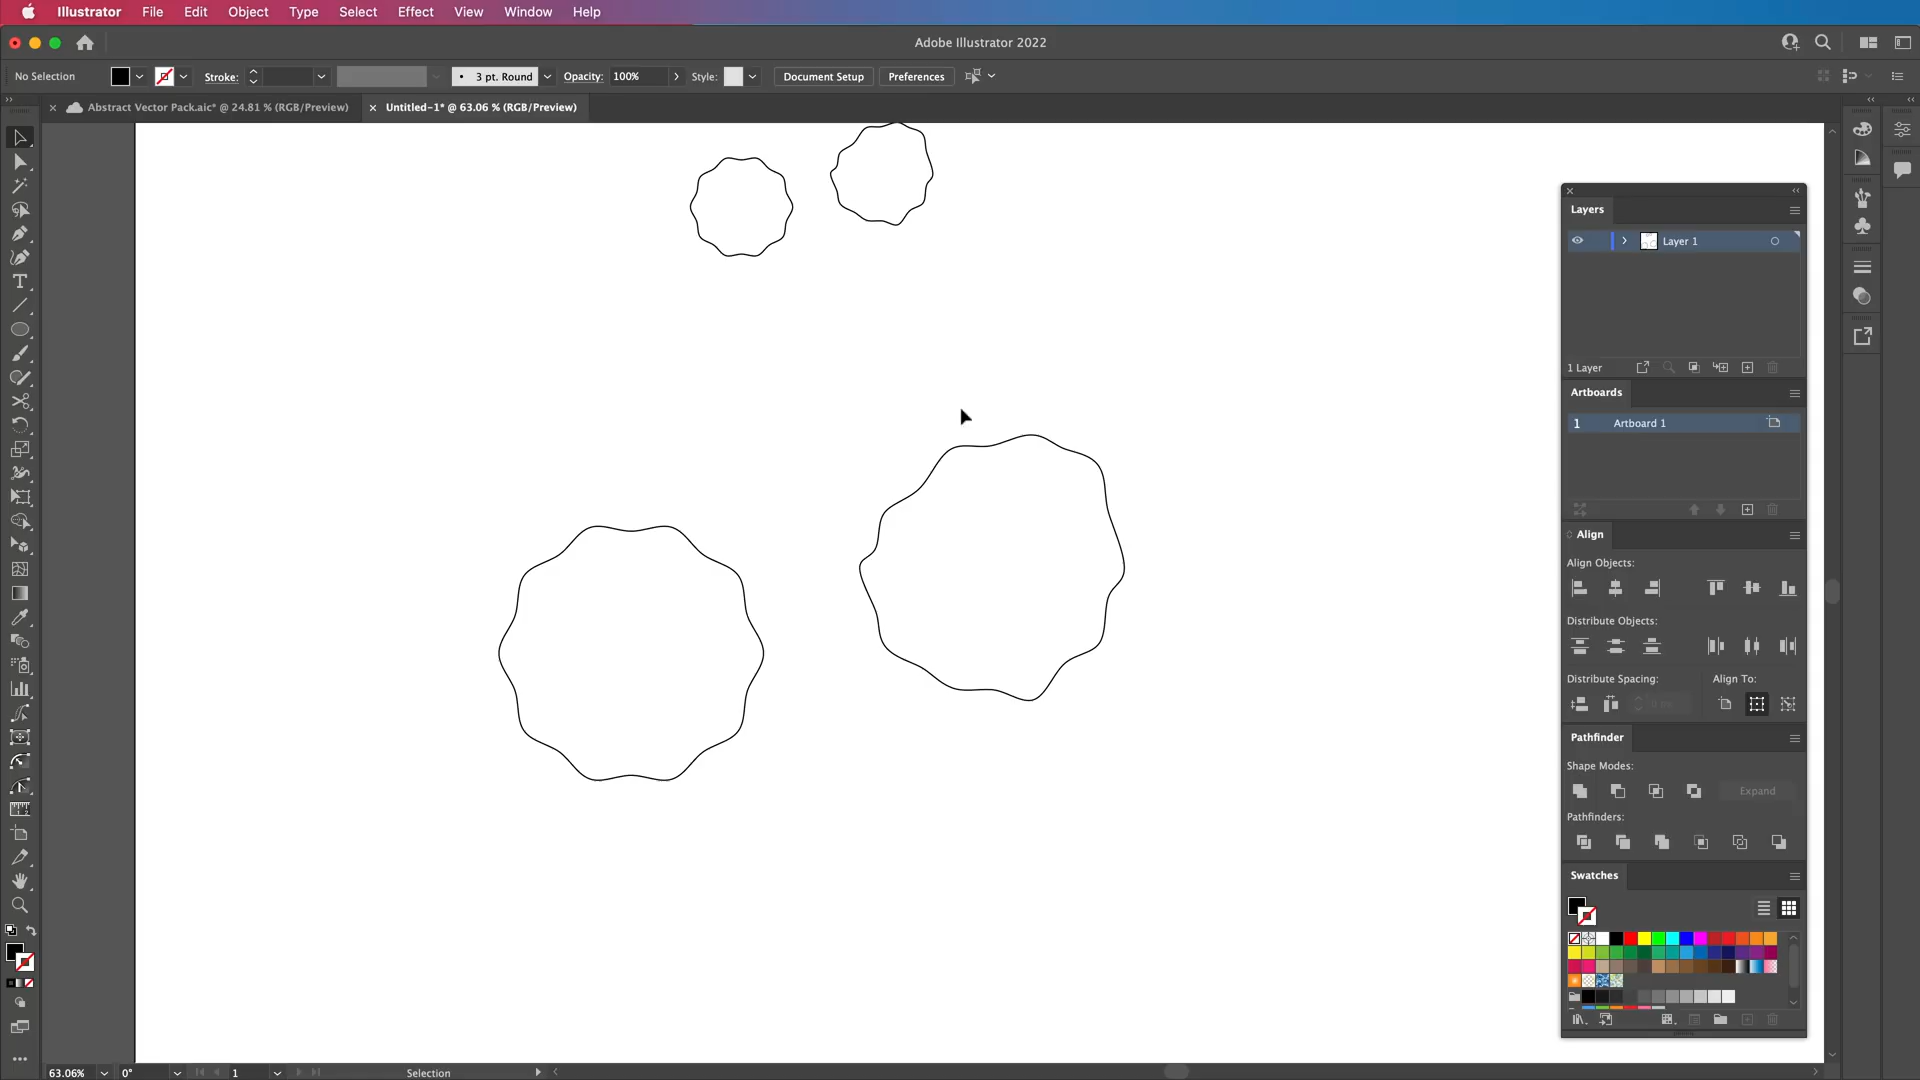 Illustrator File Edit Object Type Select Effect View Window Help
Adobe Illustrator 2022
No Selection Stroke: 3 pt. Round Opacity: 100% Style: Document Setup Preferences
Abstract Vector Pack.aic* @ 24.81 % (RGB/Preview) Untitled-1* @ 63.06 % (RGB/Preview)
Layers
Layer 1
1 Layer
Artboards
1 Artboard 1
Align
Align Objects:
Distribute Objects:
Distribute Spacing: Align To:
Pathfinder
Shape Modes:
Expand
Pathfinders:
Swatches
63.06% 0° 1 Selection